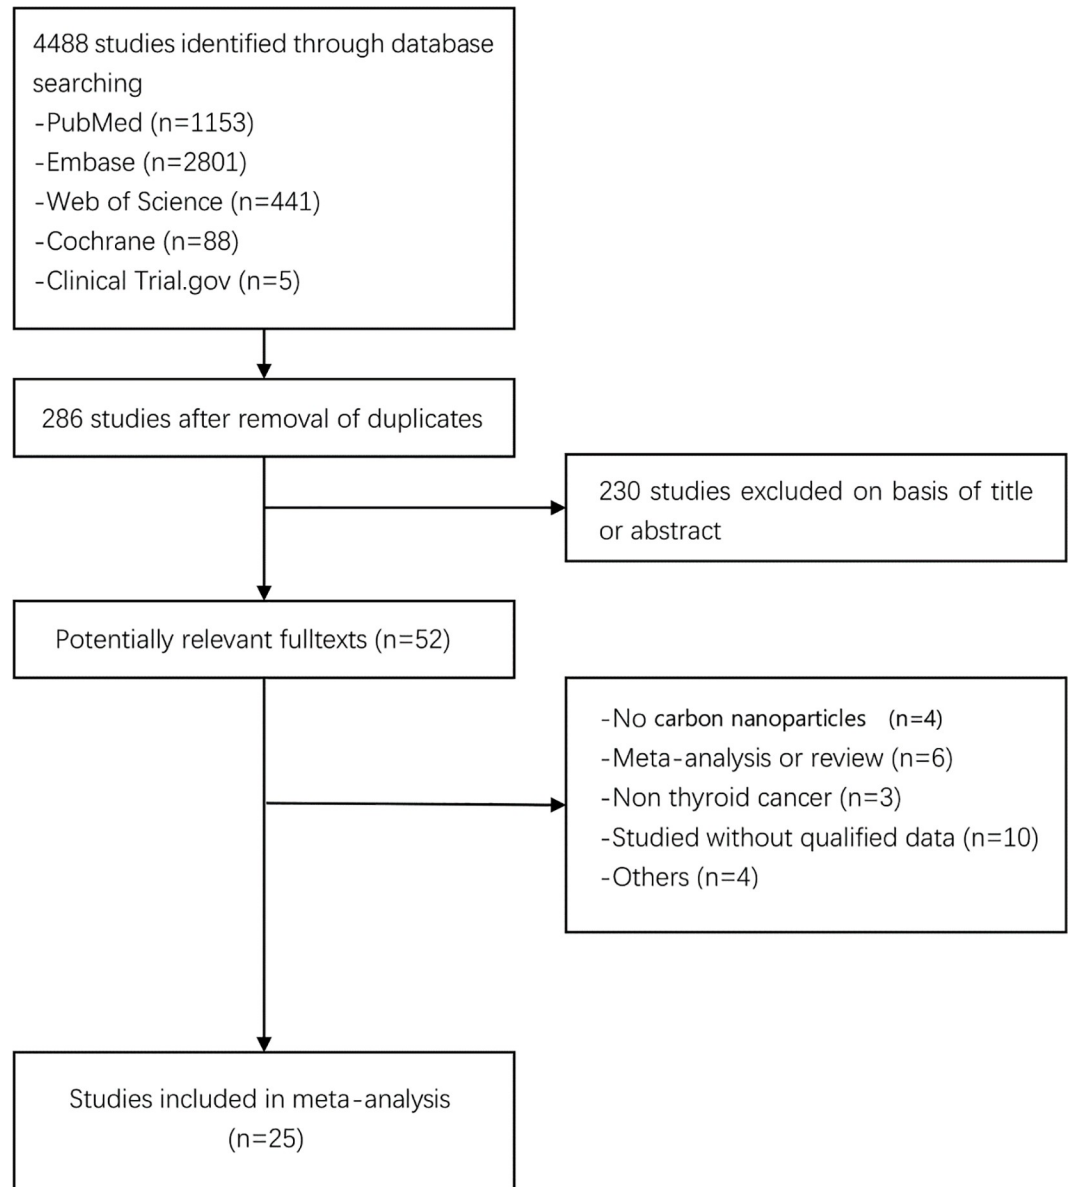 4488 studies identified through database
searching
-PubMed (n=1153)
-Embase (n=2801)
-Web of Science (n=441)
-Cochrane (n=88)
-Clinical Trial.gov (n=5)
286 studies after removal of duplicates
230 studies excluded on basis of title
or abstract
Potentially relevant fulltexts (n=52)
-No carbon nanoparticles (n=4)
-Meta-analysis or review (n=6)
-Non thyroid cancer (n=3)
-Studied without qualified data (n=10)
-Others (n=4)
Studies included in meta-analysis
(n=25)